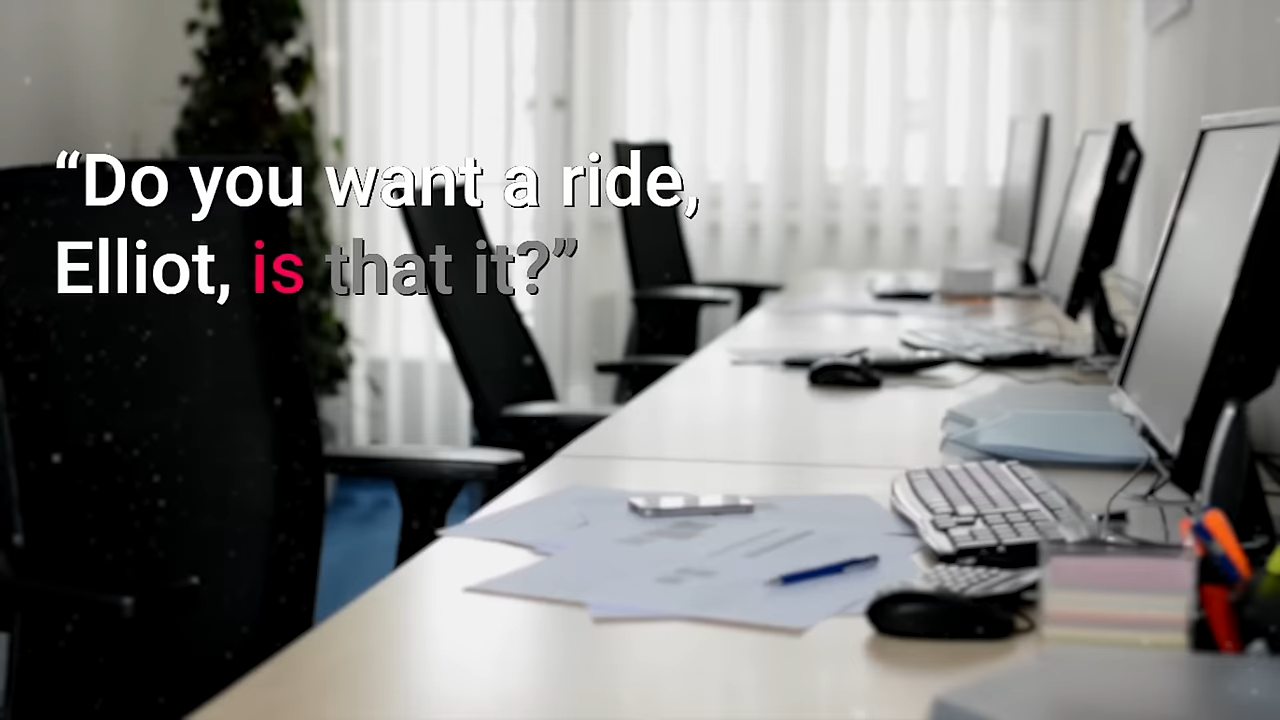 “Do you want a ride,
Elliot, is that it?”